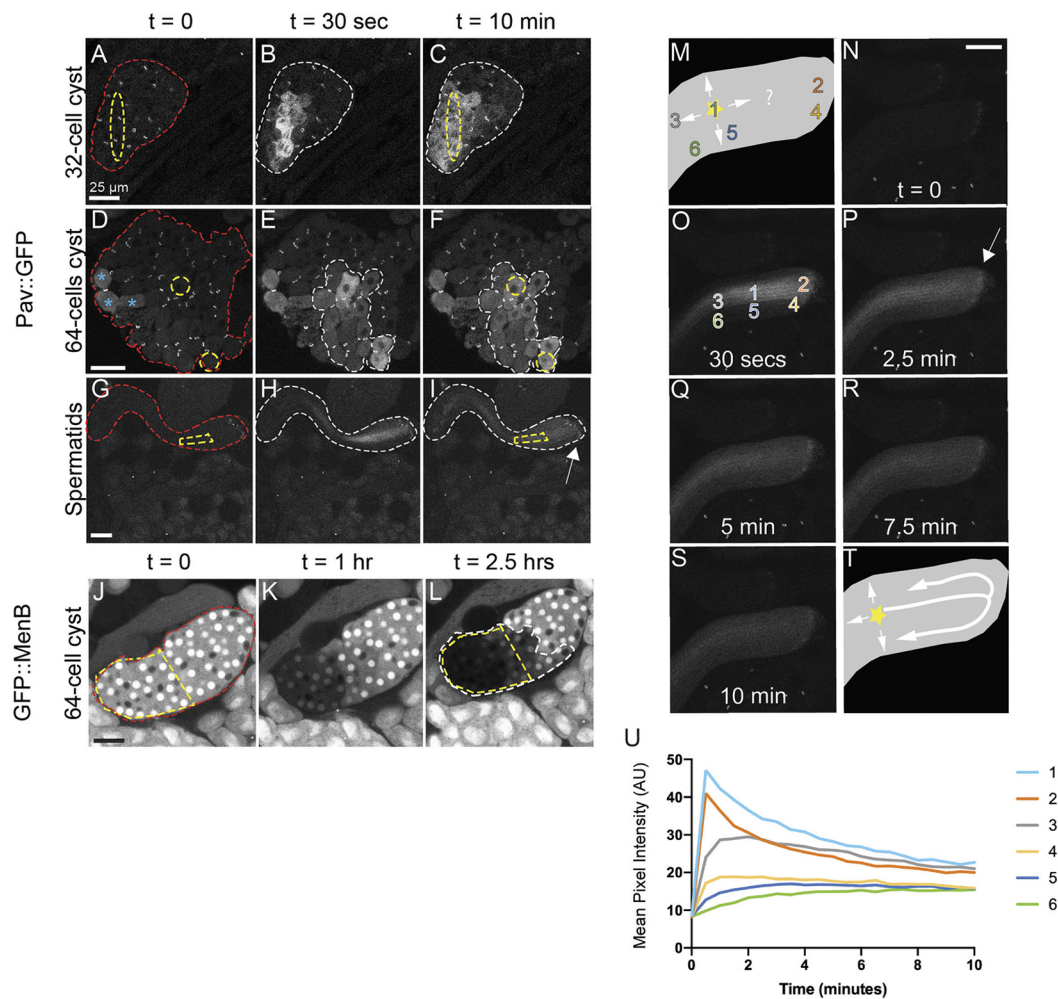 t = 0
t = 30 sec
t = 10 min
Pav::GFP
32-cell cyst
A
25 µm
B
C
64-cells cyst
D
* * *
E
F
Spermatids
G
H
I
t = 0
t = 1 hr
t = 2.5 hrs
GFP::MenB
64-cell cyst
J
K
L
M
1
2
3
4
5
6
?
N
t = 0
O
1
2
3
4
5
6
30 secs
P
2.5 min
Q
5 min
R
7.5 min
S
10 min
T
U
Mean Pixel Intensity (AU)
50
40
30
20
10
0
0 2 4 6 8 10
Time (minutes)
1
2
3
4
5
6